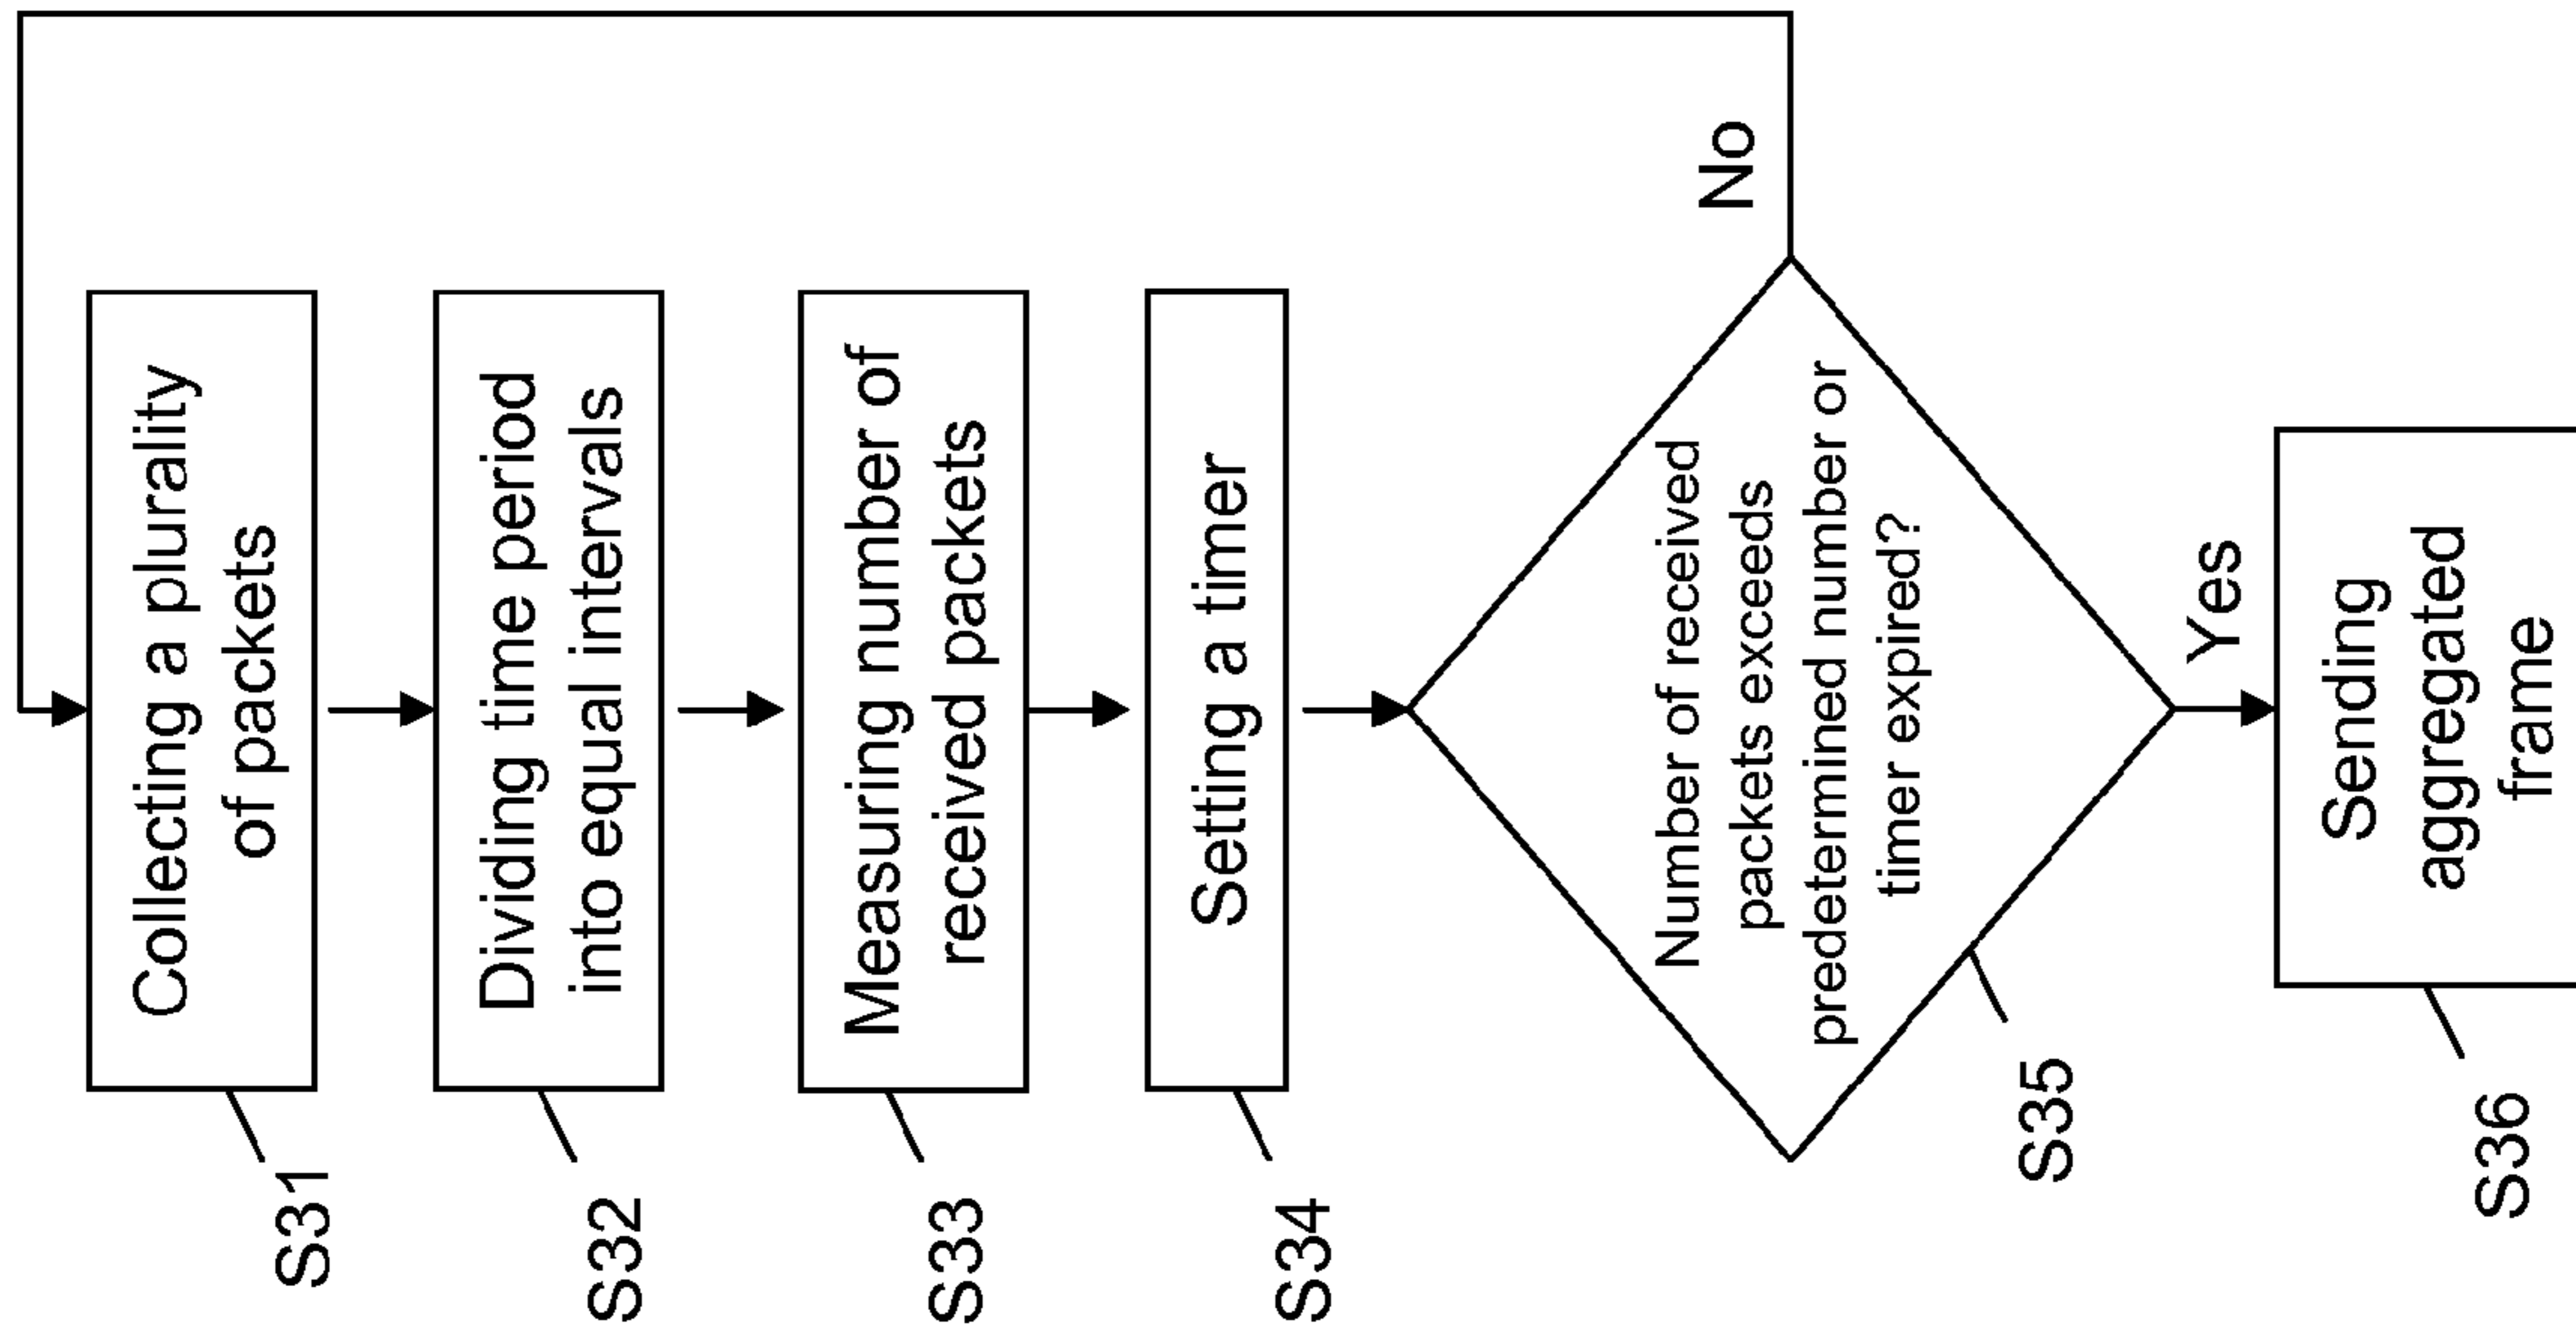 Collecting a plurality
of packets
S31
Dividing time period
into equal intervals
S32
Measuring number of
received packets
S33
Setting a timer
S34
Number of received
packets exceeds
predetermined number or
timer expired?
S35
No
Yes
Sending
aggregated
frame
S36